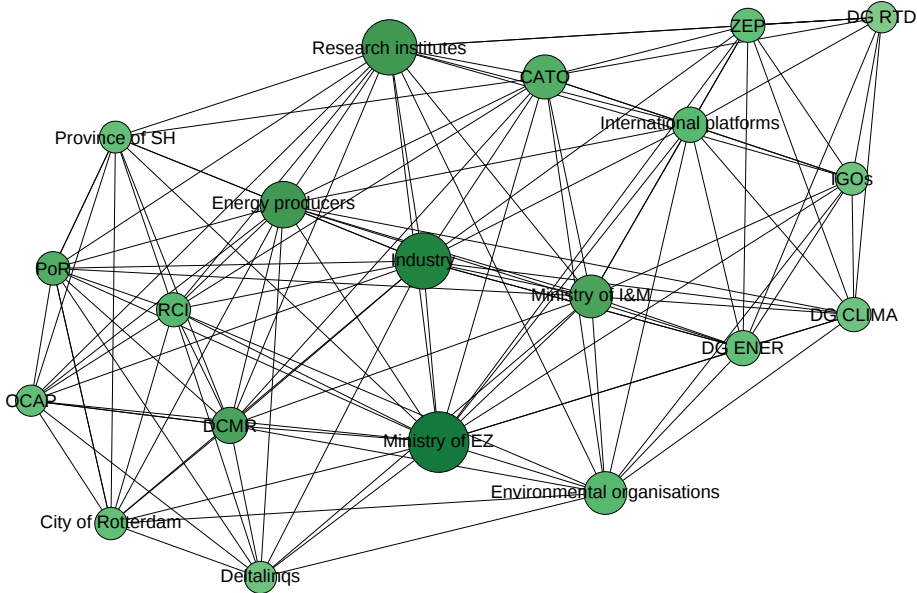 DG RTD
ZEP
Research institutes
CATO
International platforms
Province of SH
IGOs
Energy producers
Industry
PoR
Ministry of I&M
RCI
DG CLIMA
DG ENER
OCAP
DCMR
Ministry of EZ
Environmental organisations
City of Rotterdam
Deltalinqs